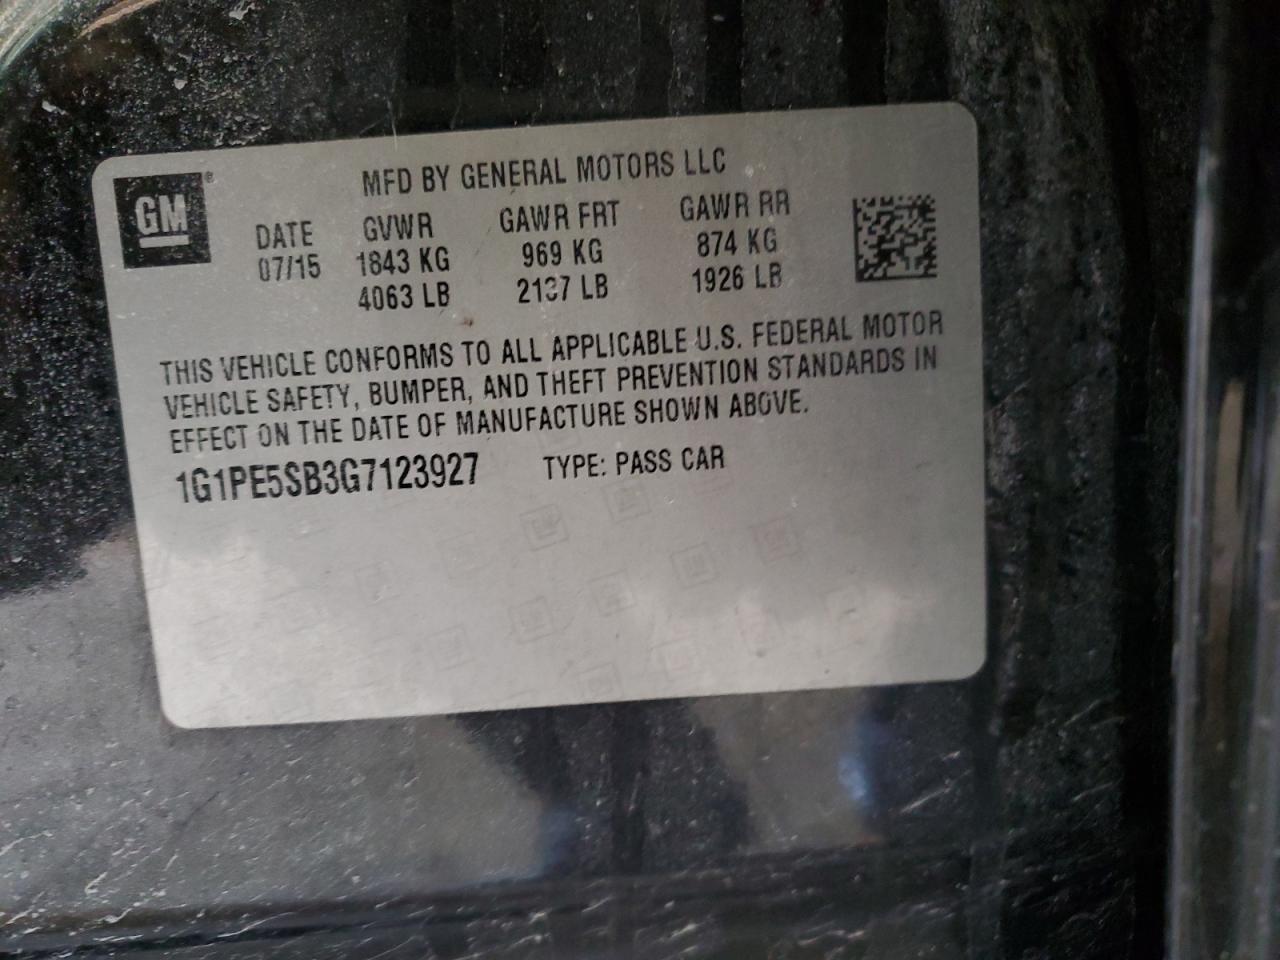 GM®
MFD BY GENERAL MOTORS LLC
DATE GVWR GAWR FRT GAWR RR
07/15 1843 KG 969 KG 874 KG
4063 LB 2137 LB 1926 LB
THIS VEHICLE CONFORMS TO ALL APPLICABLE U.S. FEDERAL MOTOR
VEHICLE SAFETY, BUMPER, AND THEFT PREVENTION STANDARDS IN
EFFECT ON THE DATE OF MANUFACTURE SHOWN ABOVE.
1G1PE5SB3G7123927 TYPE: PASS CAR